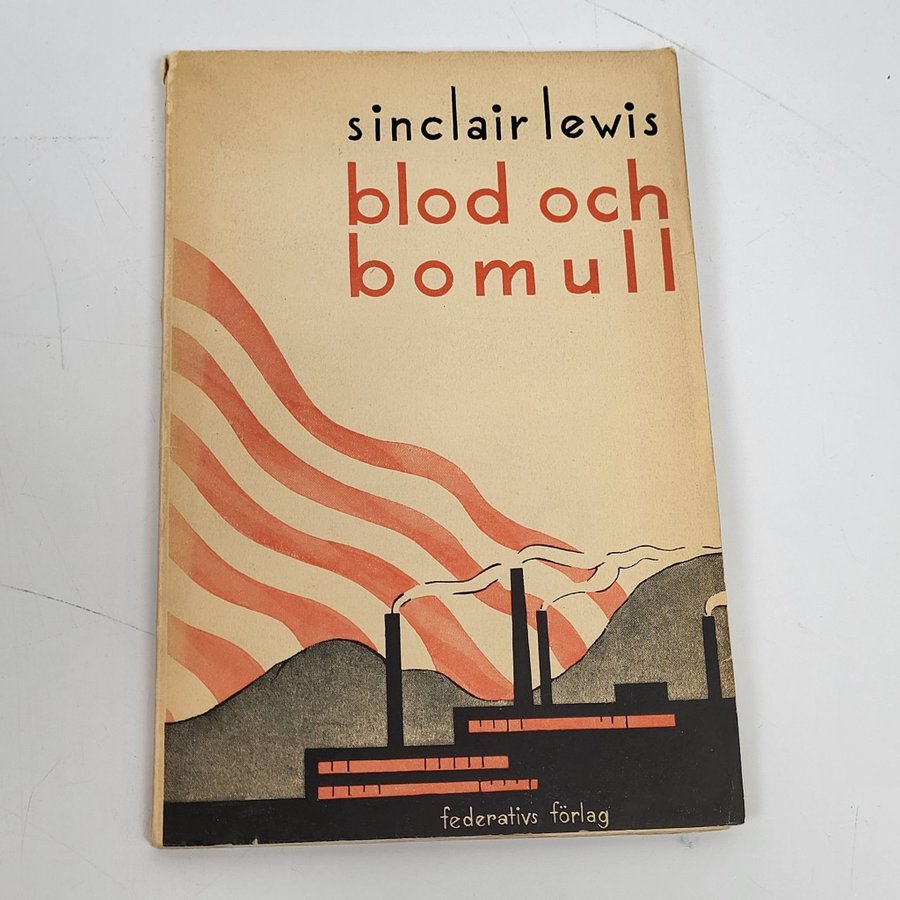 sinclair lewis
blod och
bomull
federativs förlag